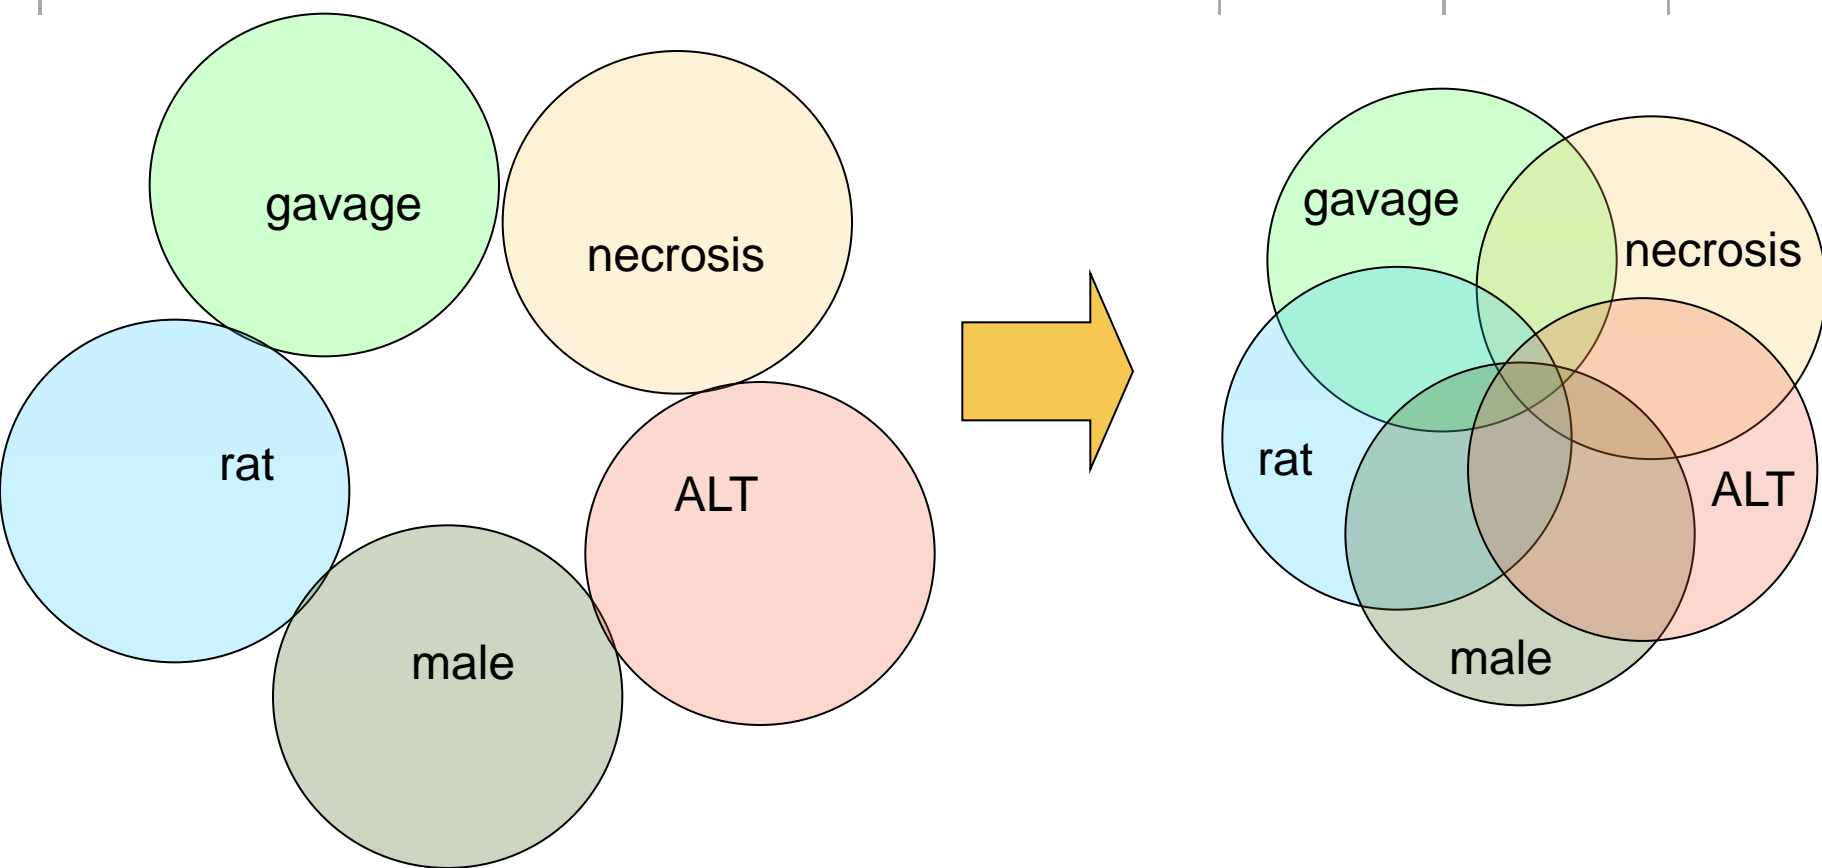 gavage
necrosis
rat
ALT
male
gavage
necrosis
rat
ALT
male